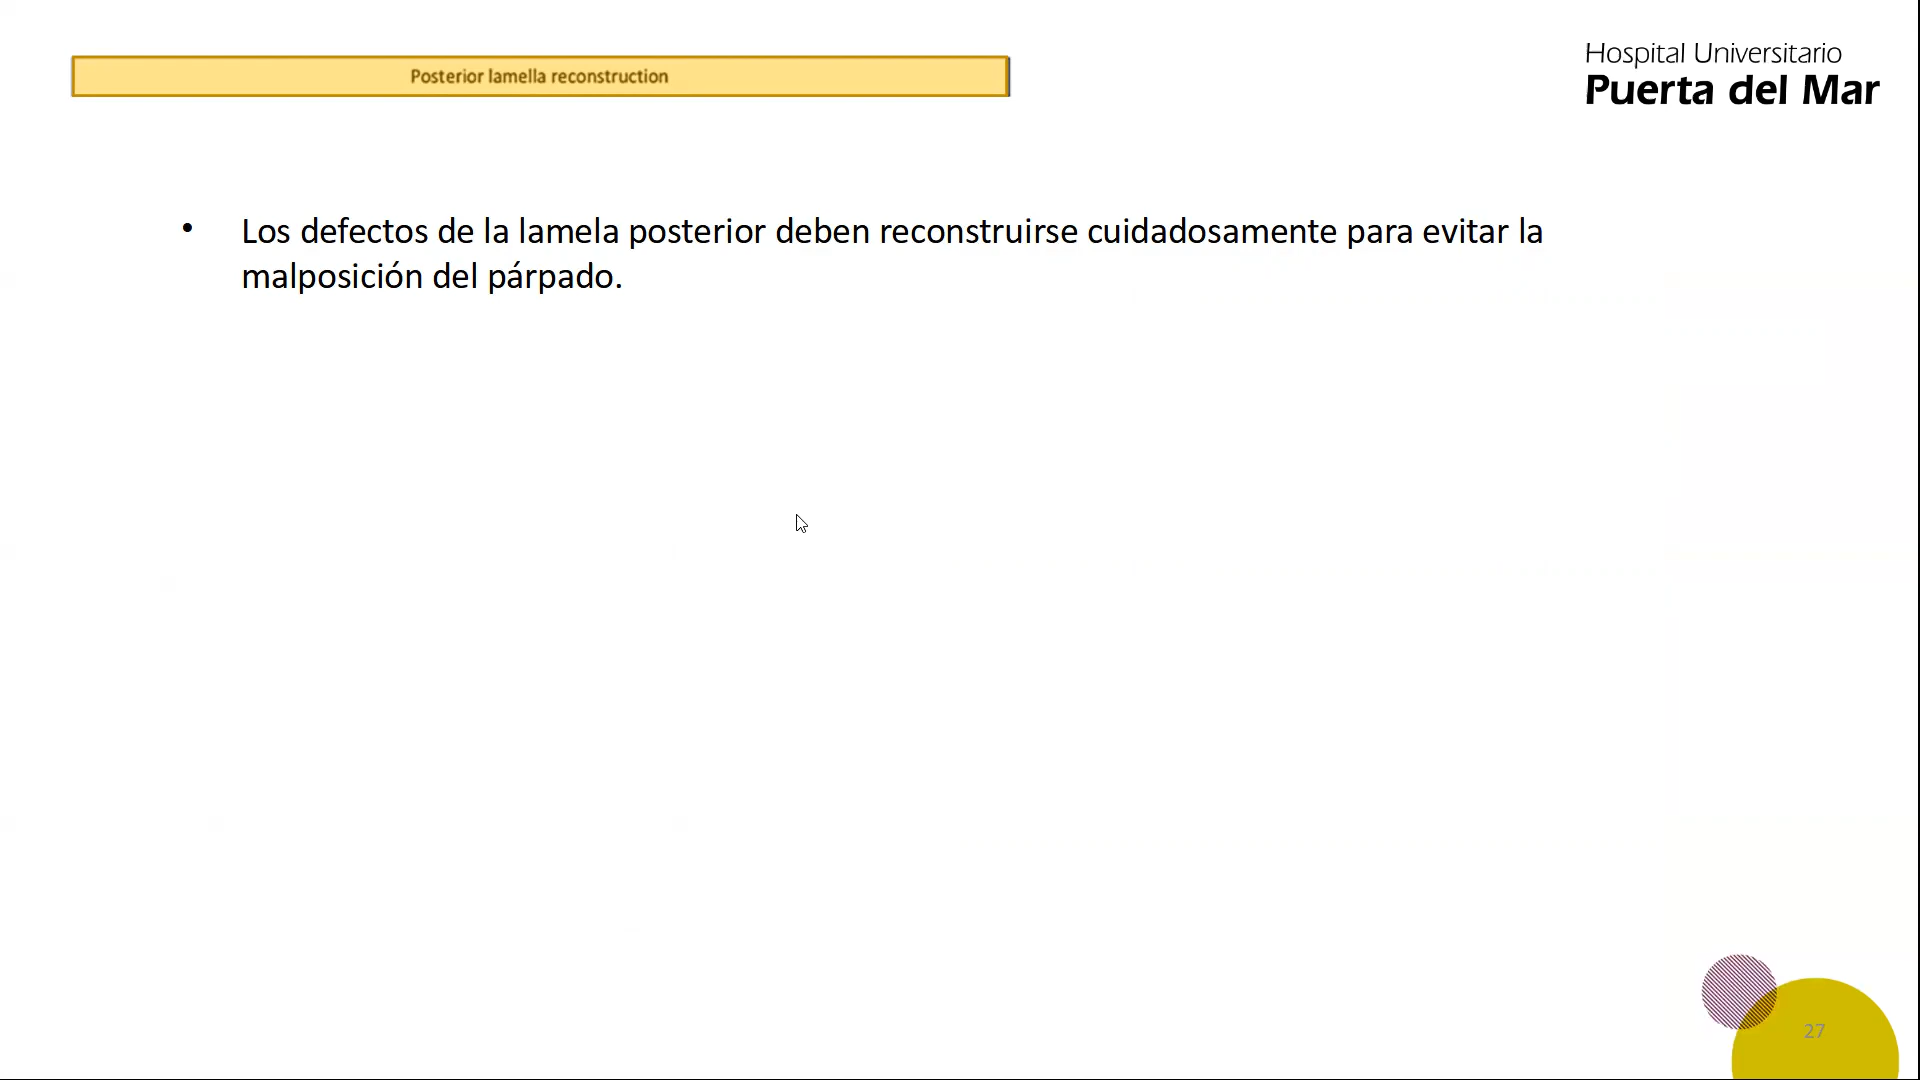 Posterior lamella reconstruction
Hospital Universitario
Puerta del Mar
• Los defectos de la lamela posterior deben reconstruirse cuidadosamente para evitar la
malposición del párpado.
27